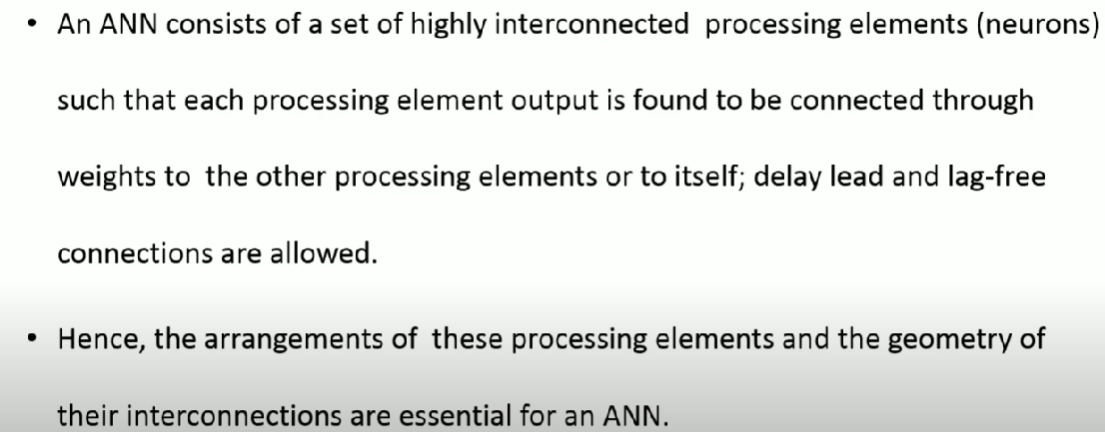 • An ANN consists of a set of highly interconnected processing elements (neurons)
such that each processing element output is found to be connected through
weights to the other processing elements or to itself; delay lead and lag-free
connections are allowed.
• Hence, the arrangements of these processing elements and the geometry of
their interconnections are essential for an ANN.